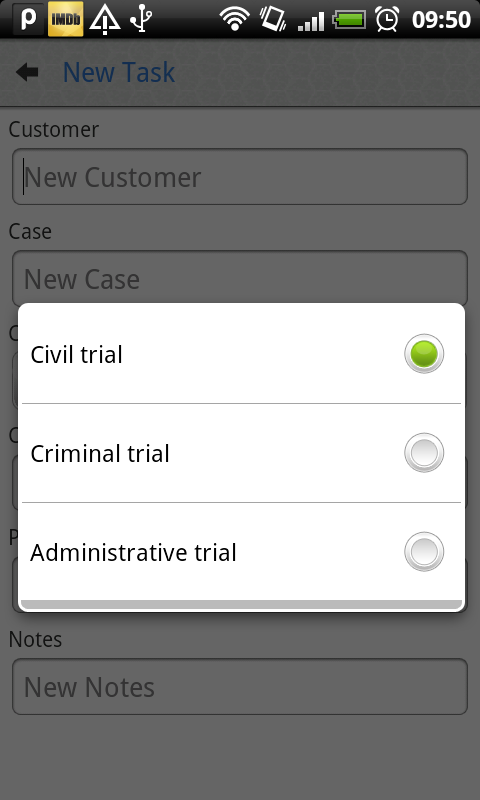 IMDb
09:50
New Task
Customer
New Customer
Case
New Case
Civil trial
Criminal trial
Administrative trial
Notes
New Notes